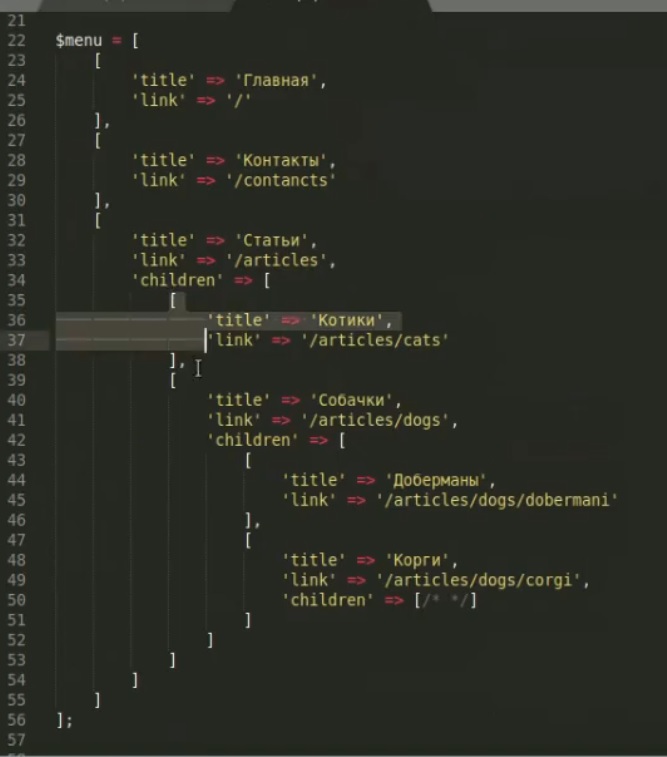 21
22 $menu = [
23 [
24 'title' => 'Главная',
25 'link' => '/'
26 ],
27 [
28 'title' => 'Контакты',
29 'link' => '/contancts'
30 ],
31 [
32 'title' => 'Статьи',
33 'link' => '/articles',
34 'children' => [
35 [
36 'title' => 'Котики',
37 'link' => '/articles/cats'
38 ],
39 [
40 'title' => 'Собачки',
41 'link' => '/articles/dogs',
42 'children' => [
43 [
44 'title' => 'Доберманы',
45 'link' => '/articles/dogs/dobermani'
46 ],
47 [
48 'title' => 'Корги',
49 'link' => '/articles/dogs/corgi',
50 'children' => [/* */]
51 ]
52 ]
53 ]
54 ]
55 ]
56 ];
57